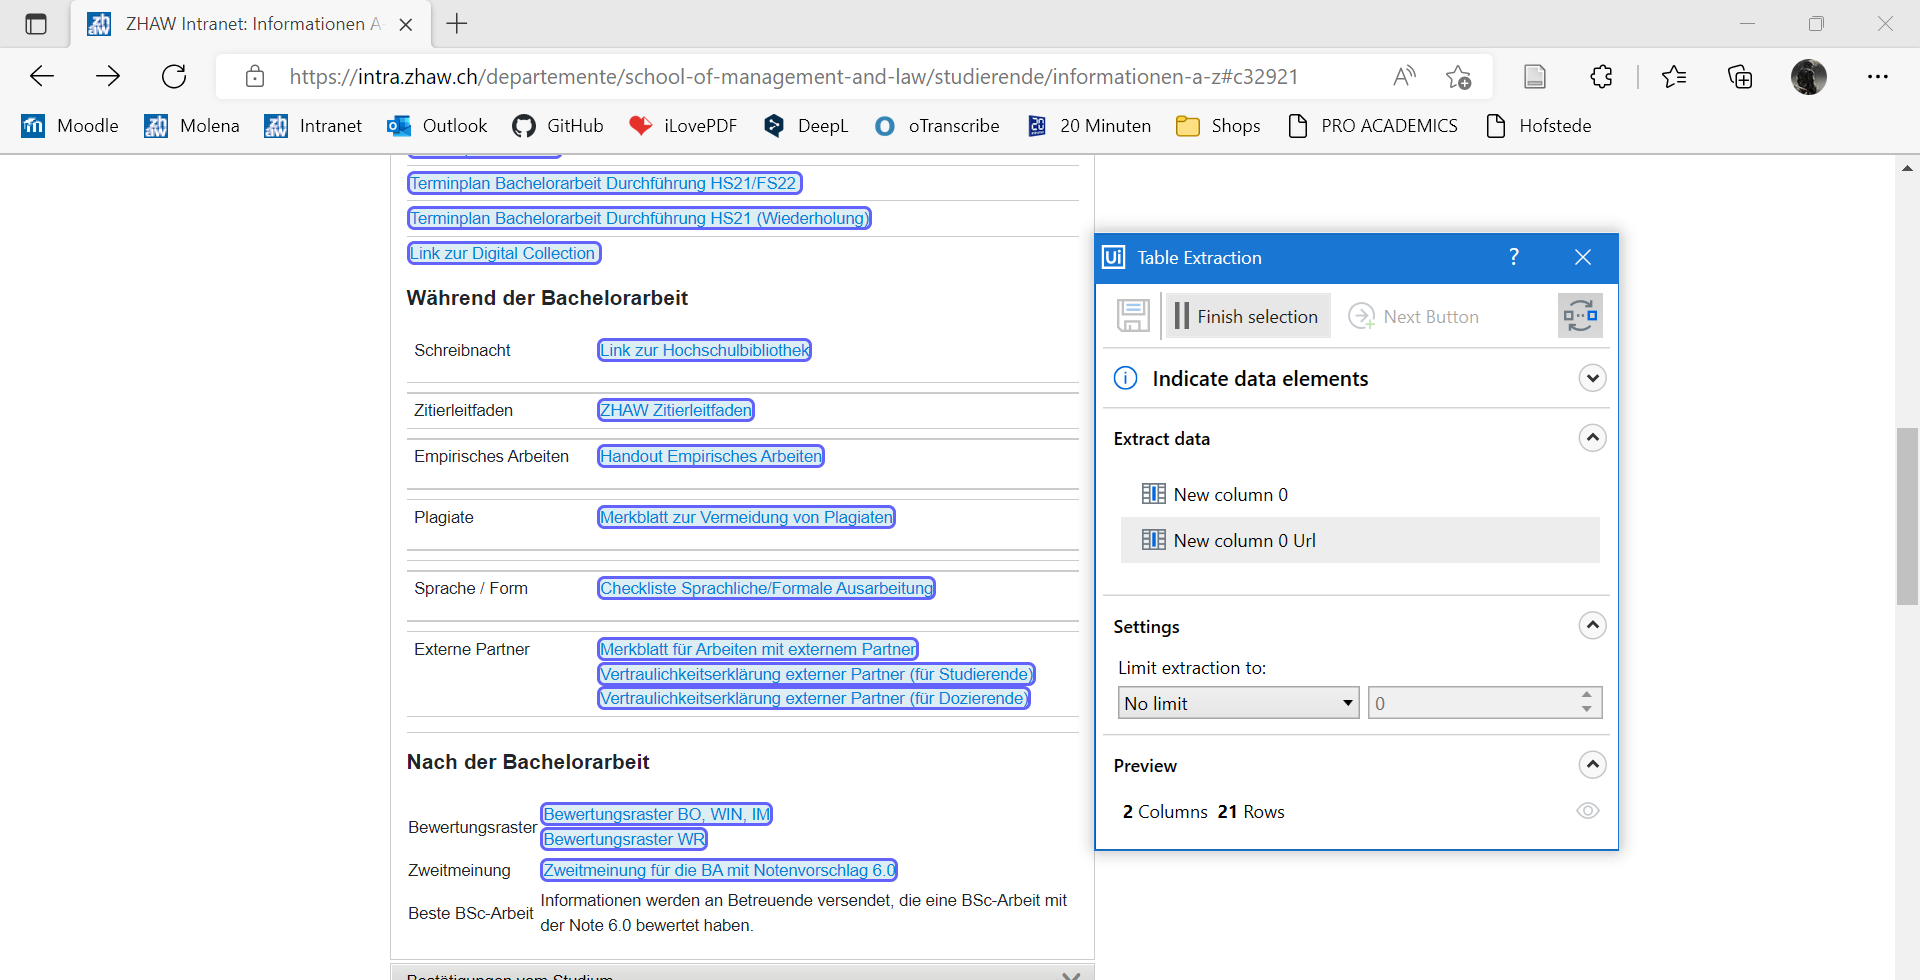 ZHAW Intranet: Informationen A-
https://intra.zhaw.ch/departemente/school-of-management-and-law/studierende/informationen-a-z#c32921
Moodle Molena Intranet Outlook GitHub iLovePDF DeepL oTranscribe 20 Minuten Shops PRO ACADEMICS Hofstede
Terminplan Bachelorarbeit Durchführung HS21/FS22
Terminplan Bachelorarbeit Durchführung HS21 (Wiederholung)
Link zur Digital Collection
Während der Bachelorarbeit
Schreibnacht Link zur Hochschulbibliothek
Zitierleitfaden ZHAW Zitierleitfaden
Empirisches Arbeiten Handout Empirisches Arbeiten
Plagiate Merkblatt zur Vermeidung von Plagiaten
Sprache / Form Checkliste Sprachliche/Formale Ausarbeitung
Externe Partner Merkblatt für Arbeiten mit externem Partner
Vertraulichkeitserklärung externer Partner (für Studierende)
Vertraulichkeitserklärung externer Partner (für Dozierende)
Nach der Bachelorarbeit
Bewertungsraster Bewertungsraster BO, WIN, IM
Bewertungsraster WR
Zweitmeinung Zweitmeinung für die BA mit Notenvorschlag 6.0
Beste BSc-Arbeit Informationen werden an Betreuende versendet, die eine BSc-Arbeit mit
der Note 6.0 bewertet haben.
Bestätigungen vom Studium
Ui Table Extraction ?
Finish selection Next Button
Indicate data elements
Extract data
New column 0
New column 0 Url
Settings
Limit extraction to:
No limit 0
Preview
2 Columns 21 Rows